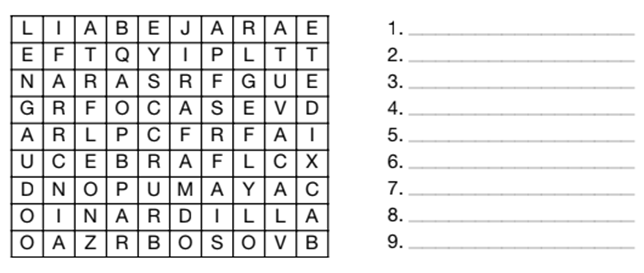 L I A B E J A R A E
E F T Q Y I P L T T
N A R A S R F G U E
G R F O C A S E V D
A R L P C F R F A I
U C E B R A F L C X
D N O P U M A Y A C
O I N A R D I L L A
O A Z R B O S O V B
1.
2.
3.
4.
5.
6.
7.
8.
9.